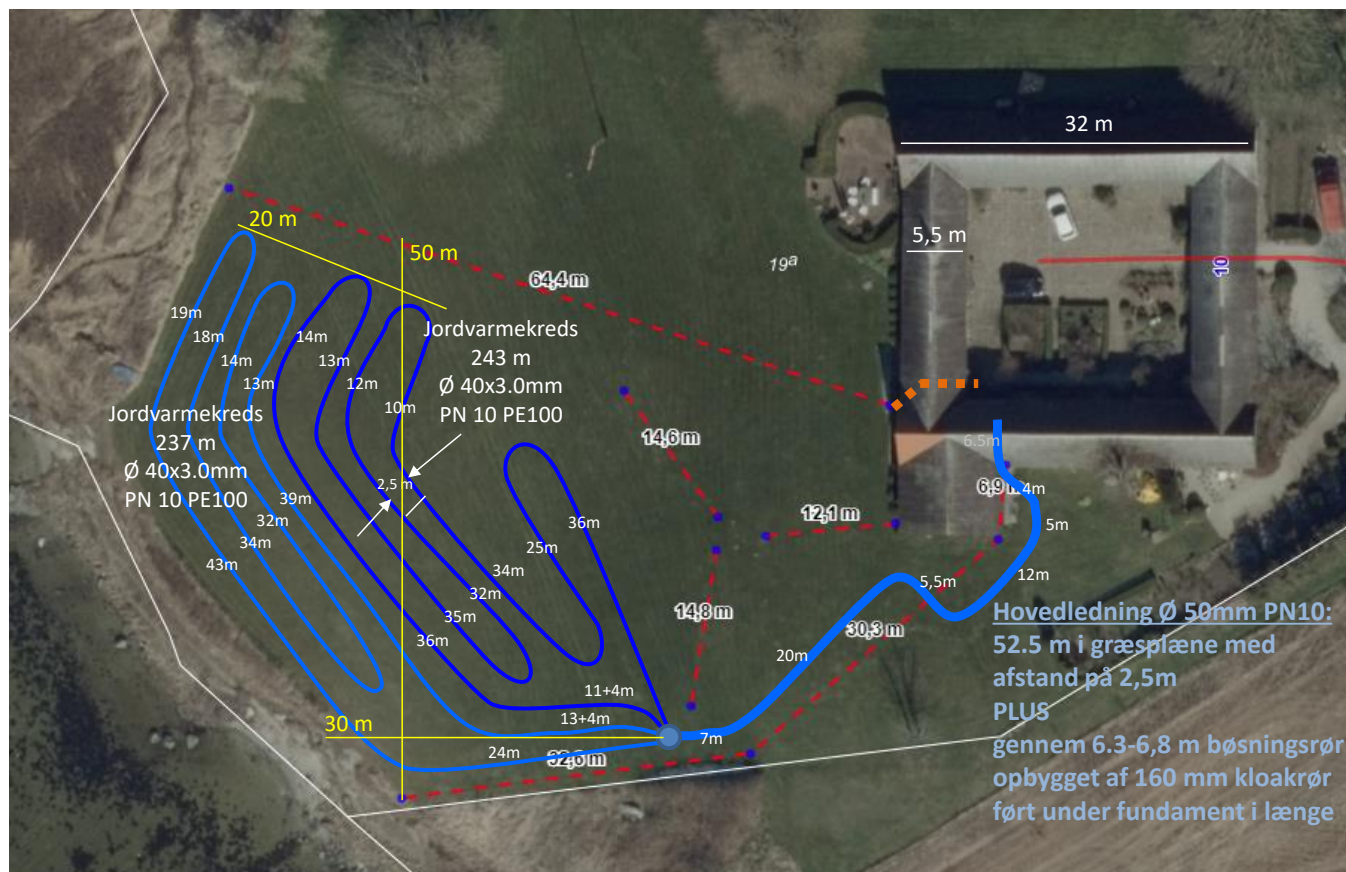 32 m
5,5 m
20 m
50 m
64,4 m
19ª
10
Jordvarmekreds
243 m
Ø 40x3.0mm
PN 10 PE100
19m
18m
14m
13m
14m
13m
12m
10m
Jordvarmekreds
237 m
Ø 40x3.0mm
PN 10 PE100
14,6 m
6.5m
2,5 m
39m
32m
34m
43m
36m
25m
34m
32m
35m
36m
12,1 m
4m
5m
12m
5,5m
14,8 m
30,3 m
20m
11+4m
13+4m
30 m
24m
7m
32,6 m
Hovedledning Ø 50mm PN10:
52.5 m i græsplæne med
afstand på 2,5m
PLUS
gennem 6.3-6,8 m bøsningsrør
opbygget af 160 mm kloakrør
ført under fundament i længe